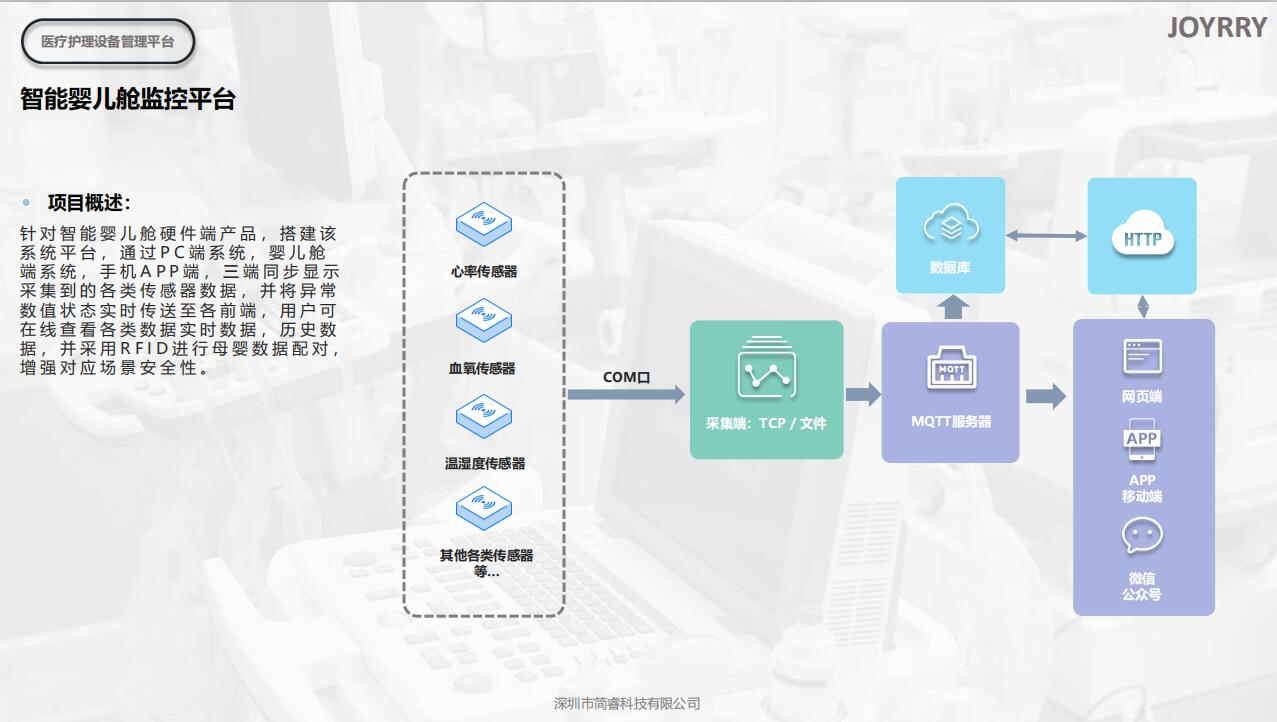 医疗护理设备管理平台
JOYRRY
智能婴儿舱监控平台
项目概述：
针对智能婴儿舱硬件端产品，搭建该
系统平台，通过PC端系统，婴儿舱
端系统，手机APP端，三端同步显示
采集到的各类传感器数据，并将异常
数值状态实时传送至各前端，用户可
在线查看各类数据实时数据，历史数
据，并采用RFID进行母婴数据配对，
增强对应场景安全性。
心率传感器
血氧传感器
温湿度传感器
其他各类传感器
等...
COM口
采集端：TCP / 文件
数据库
HTTP
MQTT
MQTT服务器
网页端
APP
APP
移动端
微信
公众号
深圳市简睿科技有限公司